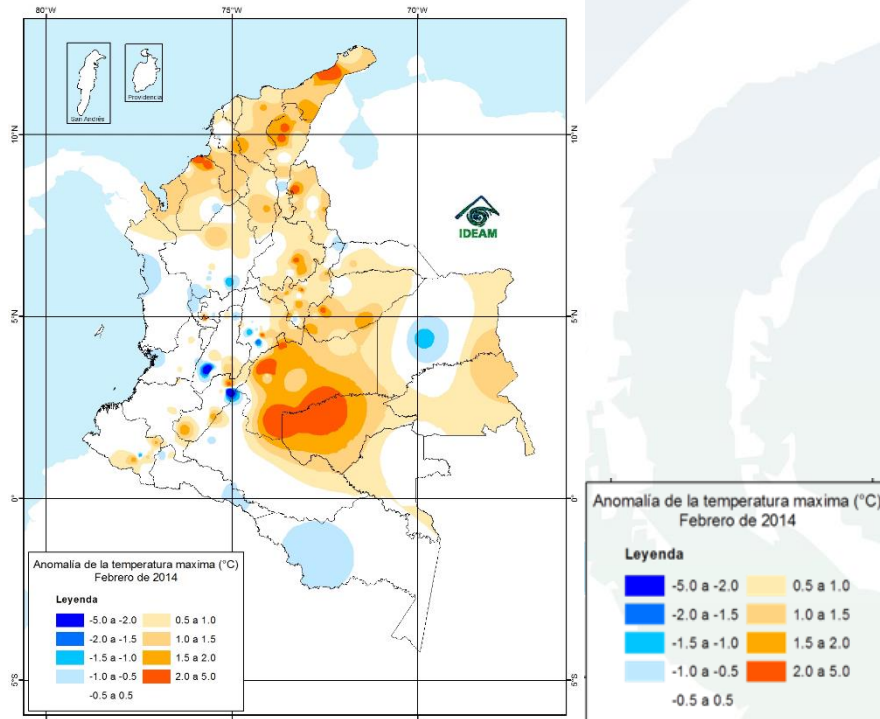 80°W
75°W
70°W
San Andrés
Providencia
10°N
10°N
IDEAM
5°N
5°N
0°
0°
5°S
5°S
Anomalía de la temperatura maxima (°C)
Febrero de 2014
Leyenda
-5.0 a -2.0
0.5 a 1.0
-2.0 a -1.5
1.0 a 1.5
-1.5 a -1.0
1.5 a 2.0
-1.0 a -0.5
2.0 a 5.0
-0.5 a 0.5
80°W
75°W
70°W
Anomalía de la temperatura maxima (°C)
Febrero de 2014
Leyenda
-5.0 a -2.0
0.5 a 1.0
-2.0 a -1.5
1.0 a 1.5
-1.5 a -1.0
1.5 a 2.0
-1.0 a -0.5
2.0 a 5.0
-0.5 a 0.5